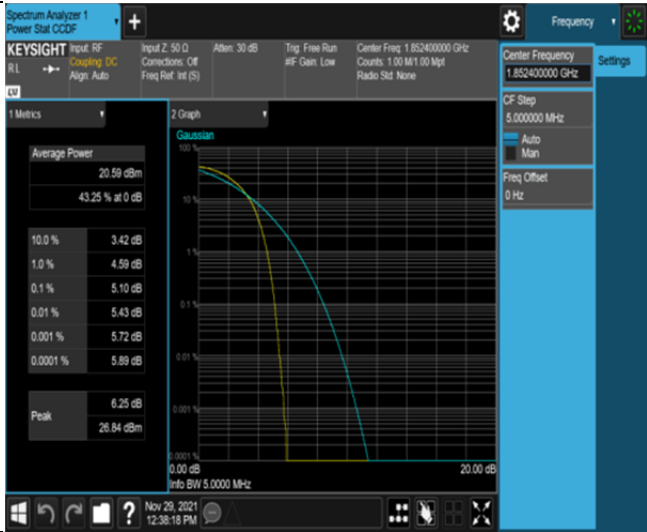 Spectrum Analyzer 1
Power Stat CCDF
Frequency
KEYSIGHT
Input: RF
Coupling: DC
Align: Auto
RL
LXI
Input Z: 50 Ω
Corrections: Off
Freq Ref: Int (S)
Atten: 30 dB
Trig: Free Run
#IF Gain: Low
Center Freq: 1.852400000 GHz
Counts: 1.00 M/1.00 Mpt
Radio Std: None
Center Frequency
1.852400000 GHz
Settings
CF Step
5.000000 MHz
Auto
Man
Freq Offset
0 Hz
1 Metrics
Average Power
20.59 dBm
43.25 % at 0 dB
10.0 % 3.42 dB
1.0 % 4.59 dB
0.1 % 5.10 dB
0.01 % 5.43 dB
0.001 % 5.72 dB
0.0001 % 5.89 dB
Peak
6.25 dB
26.84 dBm
2 Graph
Gaussian
100 %
10 %
1 %
0.1 %
0.01 %
0.001 %
0.0001 %
0.00 dB
20.00 dB
Info BW 5.0000 MHz
Nov 29, 2021
12:38:18 PM